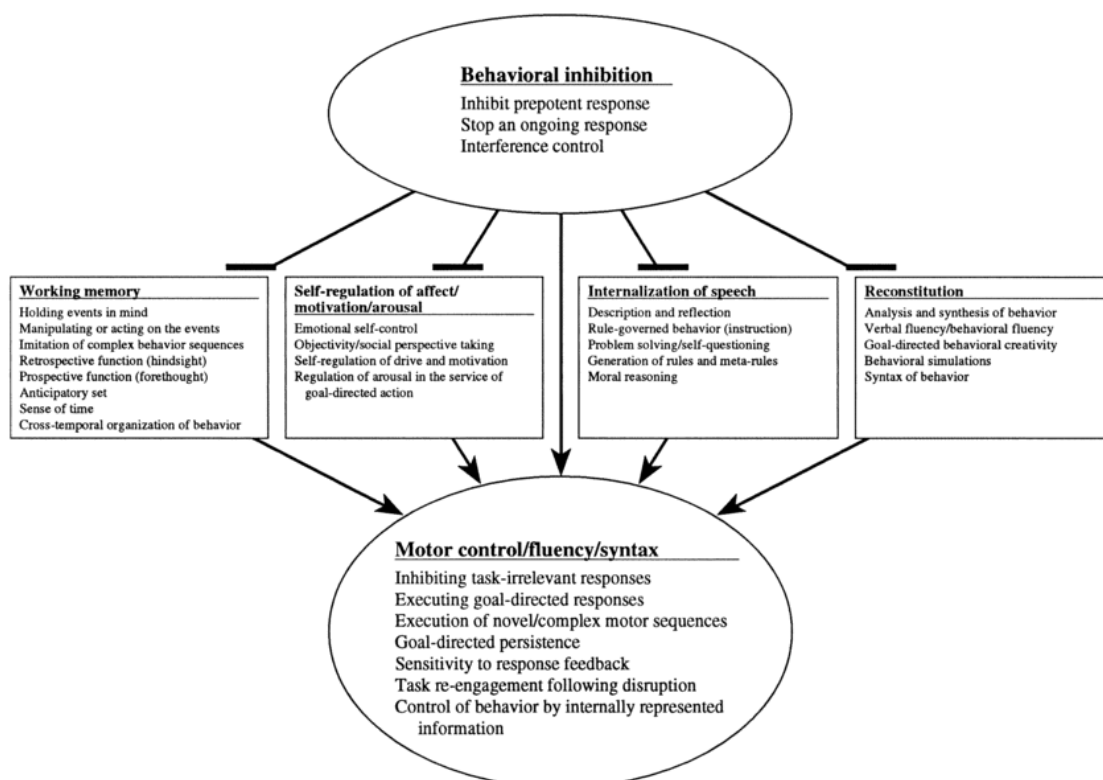 Behavioral inhibition
Inhibit prepotent response
Stop an ongoing response
Interference control
Working memory
Holding events in mind
Manipulating or acting on the events
Imitation of complex behavior sequences
Retrospective function (hindsight)
Prospective function (forethought)
Anticipatory set
Sense of time
Cross-temporal organization of behavior
Self-regulation of affect/
motivation/arousal
Emotional self-control
Objectivity/social perspective taking
Self-regulation of drive and motivation
Regulation of arousal in the service of
goal-directed action
Internalization of speech
Description and reflection
Rule-governed behavior (instruction)
Problem solving/self-questioning
Generation of rules and meta-rules
Moral reasoning
Reconstitution
Analysis and synthesis of behavior
Verbal fluency/behavioral fluency
Goal-directed behavioral creativity
Behavioral simulations
Syntax of behavior
Motor control/fluency/syntax
Inhibiting task-irrelevant responses
Executing goal-directed responses
Execution of novel/complex motor sequences
Goal-directed persistence
Sensitivity to response feedback
Task re-engagement following disruption
Control of behavior by internally represented
information